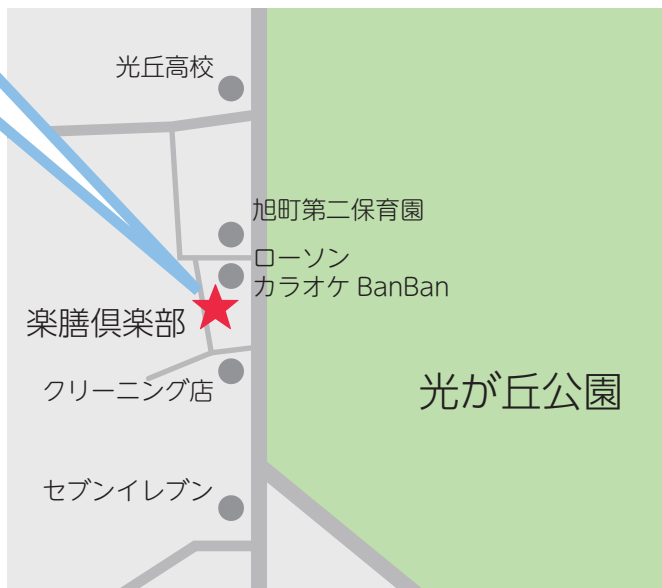 光丘高校
旭町第二保育園
ローソン
カラオケ BanBan
楽膳倶楽部
クリーニング店
光が丘公園
セブンイレブン